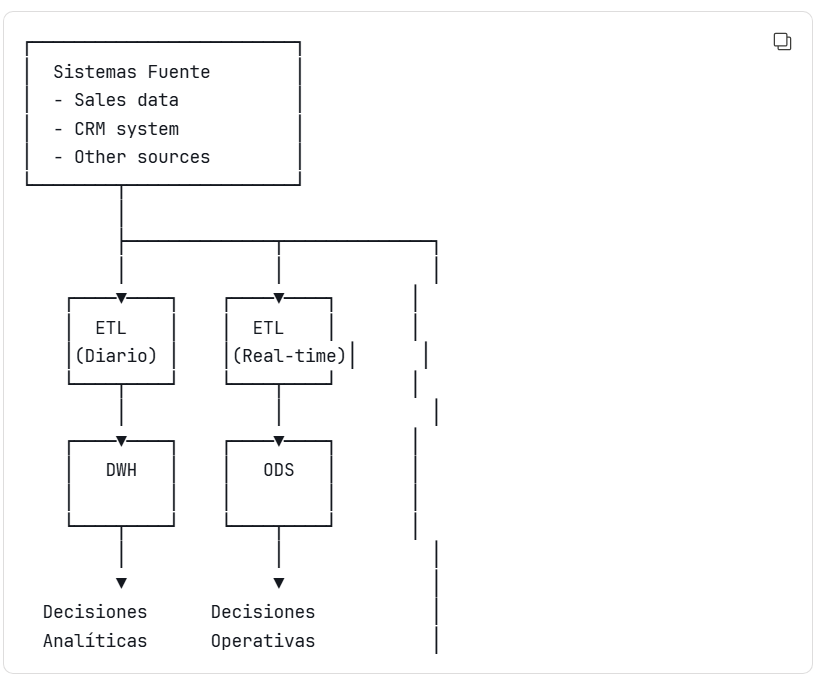 Sistemas Fuente
- Sales data
- CRM system
- Other sources
ETL ETL
(Diario) (Real-time)
DWH ODS
Decisiones Decisiones
Analíticas Operativas